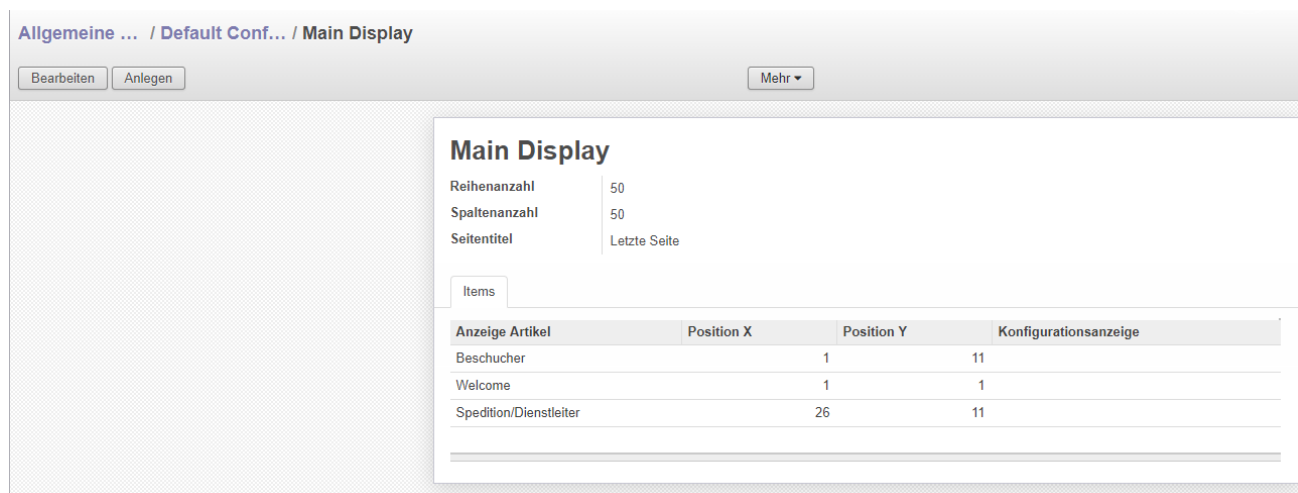 Allgemeine … / Default Conf… / Main Display
Bearbeiten Anlegen Mehr
Main Display
Reihenanzahl 50
Spaltenanzahl 50
Seitentitel Letzte Seite
Items
Anzeige Artikel Position X Position Y Konfigurationsanzeige
Beschucher 1 11
Welcome 1 1
Spedition/Dienstleiter 26 11